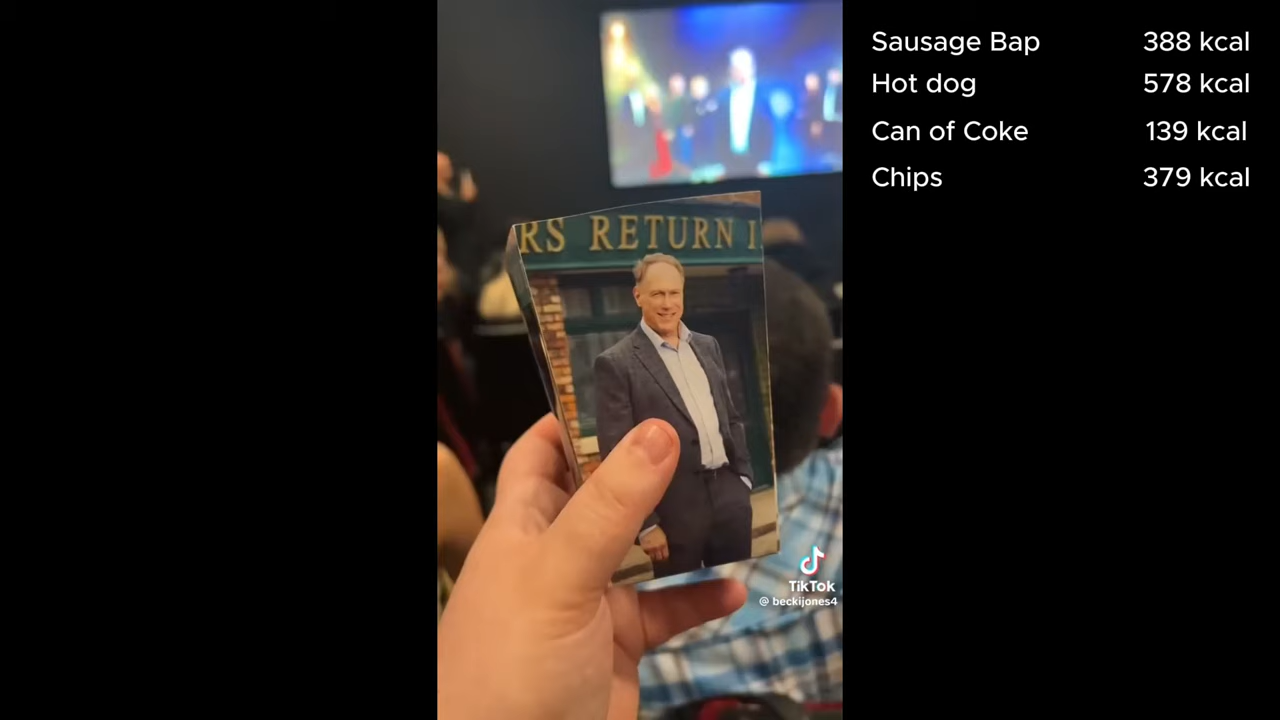 Sausage Bap 388 kcal
Hot dog 578 kcal
Can of Coke 139 kcal
Chips 379 kcal
RS RETURN I
TikTok
@ beckijones4